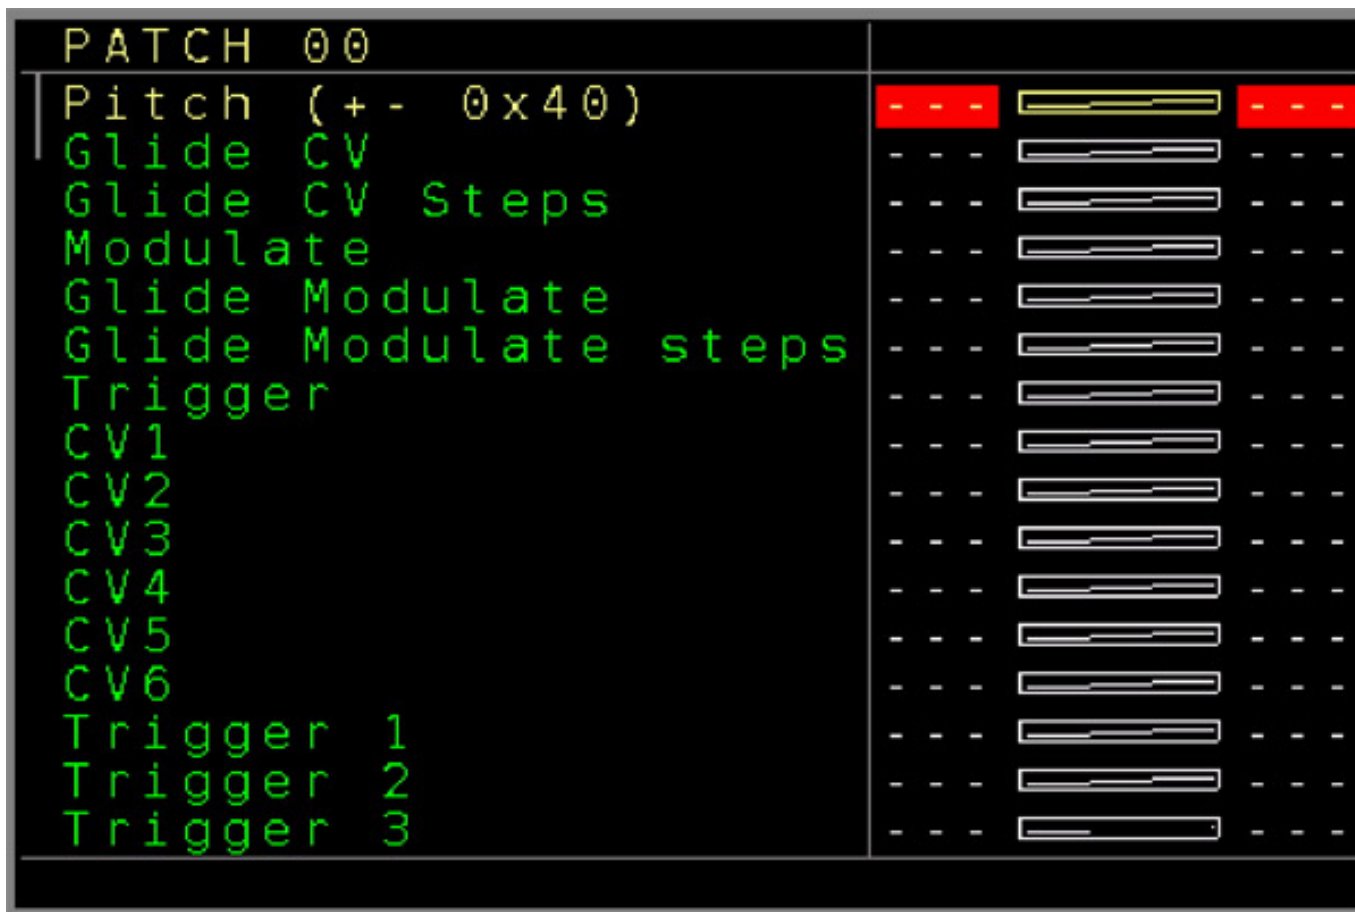 PATCH 00
Pitch (+- 0x40) --- ---
Glide CV --- ---
Glide CV Steps --- ---
Modulate --- ---
Glide Modulate --- ---
Glide Modulate steps --- ---
Trigger --- ---
CV1 --- ---
CV2 --- ---
CV3 --- ---
CV4 --- ---
CV5 --- ---
CV6 --- ---
Trigger 1 --- ---
Trigger 2 --- ---
Trigger 3 --- ---